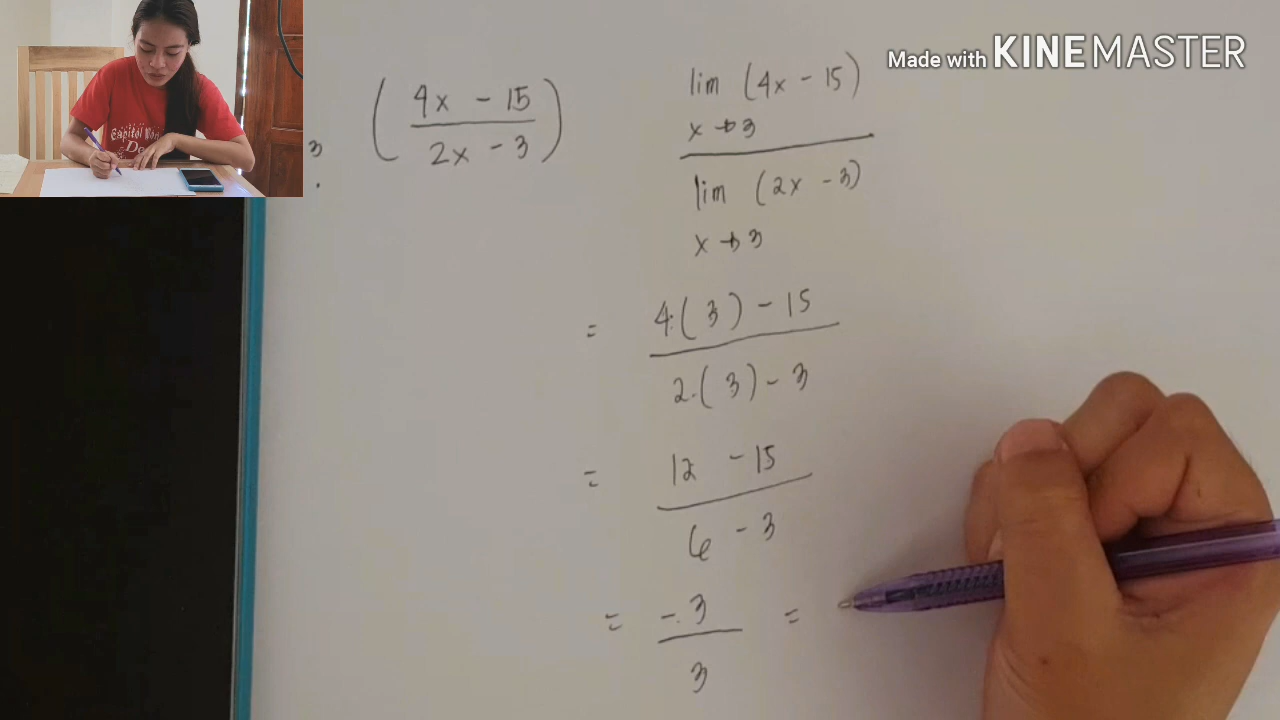 Made with KINEMASTER
Capitol
3
( 4x - 15 )
2x - 3
lim (4x - 15)
x → 3
lim (2x - 3)
x → 3
= 4·(3) - 15
2·(3) - 3
= 12 - 15
6 - 3
= -3 =
3